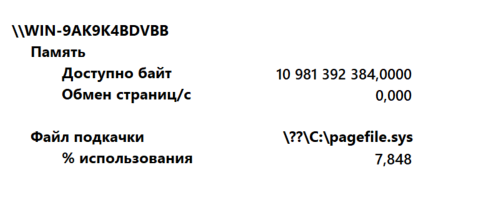 \\WIN-9AK9K4BDVBB
Память
Доступно байт 10 981 392 384,0000
Обмен страниц/с 0,000
Файл подкачки \??\C:\pagefile.sys
% использования 7,848